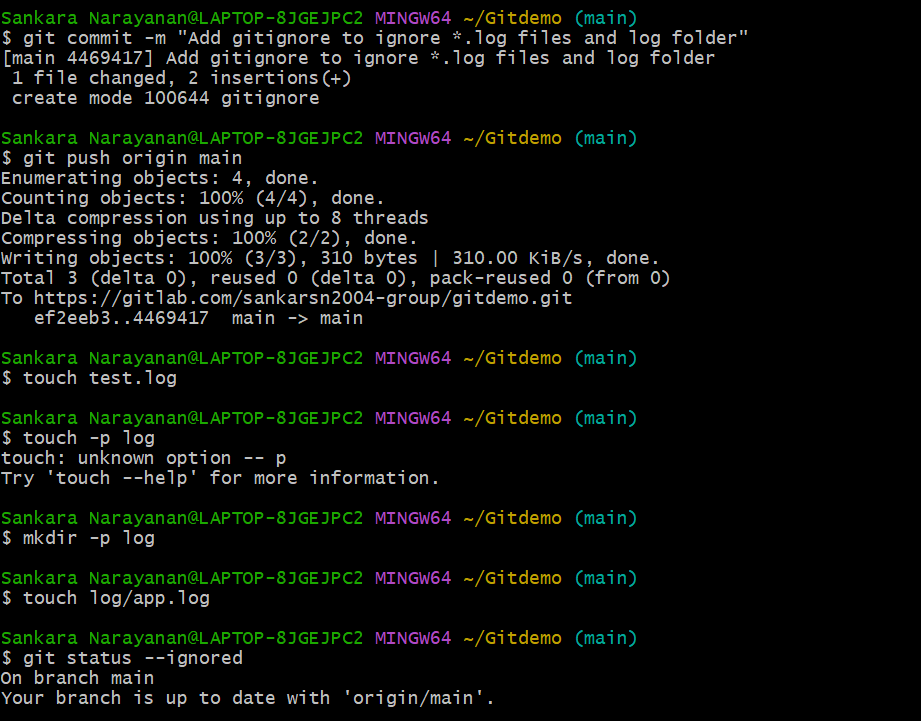 Sankara Narayanan@LAPTOP-8JGEJPC2 MINGW64 ~/Gitdemo (main)
$ git commit -m "Add gitignore to ignore *.log files and log folder"
[main 4469417] Add gitignore to ignore *.log files and log folder
 1 file changed, 2 insertions(+)
 create mode 100644 gitignore
Sankara Narayanan@LAPTOP-8JGEJPC2 MINGW64 ~/Gitdemo (main)
$ git push origin main
Enumerating objects: 4, done.
Counting objects: 100% (4/4), done.
Delta compression using up to 8 threads
Compressing objects: 100% (2/2), done.
Writing objects: 100% (3/3), 310 bytes | 310.00 KiB/s, done.
Total 3 (delta 0), reused 0 (delta 0), pack-reused 0 (from 0)
To https://gitlab.com/sankarsn2004-group/gitdemo.git
   ef2eeb3..4469417  main -> main
Sankara Narayanan@LAPTOP-8JGEJPC2 MINGW64 ~/Gitdemo (main)
$ touch test.log
Sankara Narayanan@LAPTOP-8JGEJPC2 MINGW64 ~/Gitdemo (main)
$ touch -p log
touch: unknown option -- p
Try 'touch --help' for more information.
Sankara Narayanan@LAPTOP-8JGEJPC2 MINGW64 ~/Gitdemo (main)
$ mkdir -p log
Sankara Narayanan@LAPTOP-8JGEJPC2 MINGW64 ~/Gitdemo (main)
$ touch log/app.log
Sankara Narayanan@LAPTOP-8JGEJPC2 MINGW64 ~/Gitdemo (main)
$ git status --ignored
On branch main
Your branch is up to date with 'origin/main'.